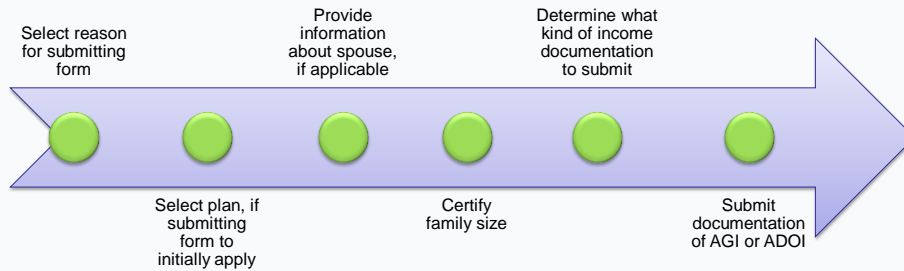 Select reason
for submitting
form
Select plan, if
submitting
form to
initially apply
Provide
information
about spouse,
if applicable
Certify
family size
Determine what
kind of income
documentation
to submit
Submit
documentation
of AGI or ADOI